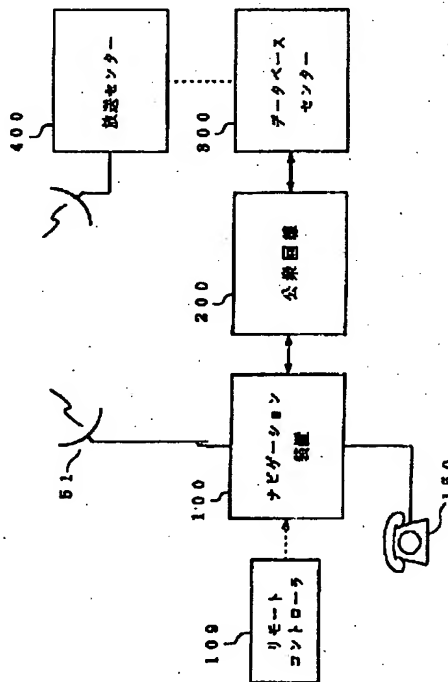 400
放送センター
51
109
リモート
コントローラ
100
ナビゲーション
装置
200
公衆回線
800
データベース
センター
150